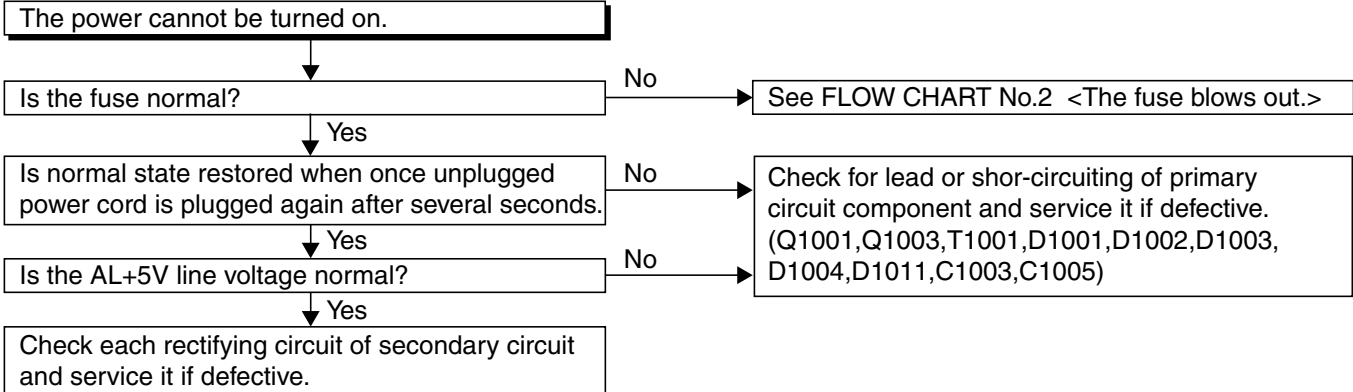 The power cannot be turned on.
Is the fuse normal?
No
See FLOW CHART No.2 <The fuse blows out.>
Yes
Is normal state restored when once unplugged
power cord is plugged again after several seconds.
No
Check for lead or shor-circuiting of primary
circuit component and service it if defective.
(Q1001,Q1003,T1001,D1001,D1002,D1003,
D1004,D1011,C1003,C1005)
Yes
Is the AL+5V line voltage normal?
No
Yes
Check each rectifying circuit of secondary circuit
and service it if defective.